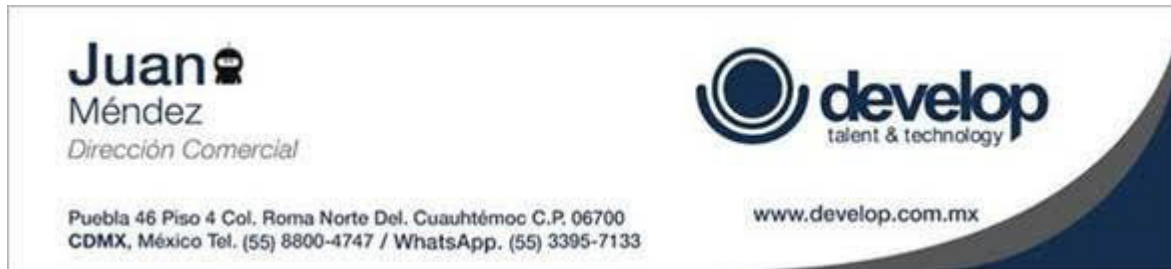 Juan
Méndez
Dirección Comercial
Puebla 46 Piso 4 Col. Roma Norte Del. Cuauhtémoc C.P. 06700
CDMX, México Tel. (55) 8800-4747 / WhatsApp. (55) 3395-7133
develop
talent & technology
www.develop.com.mx